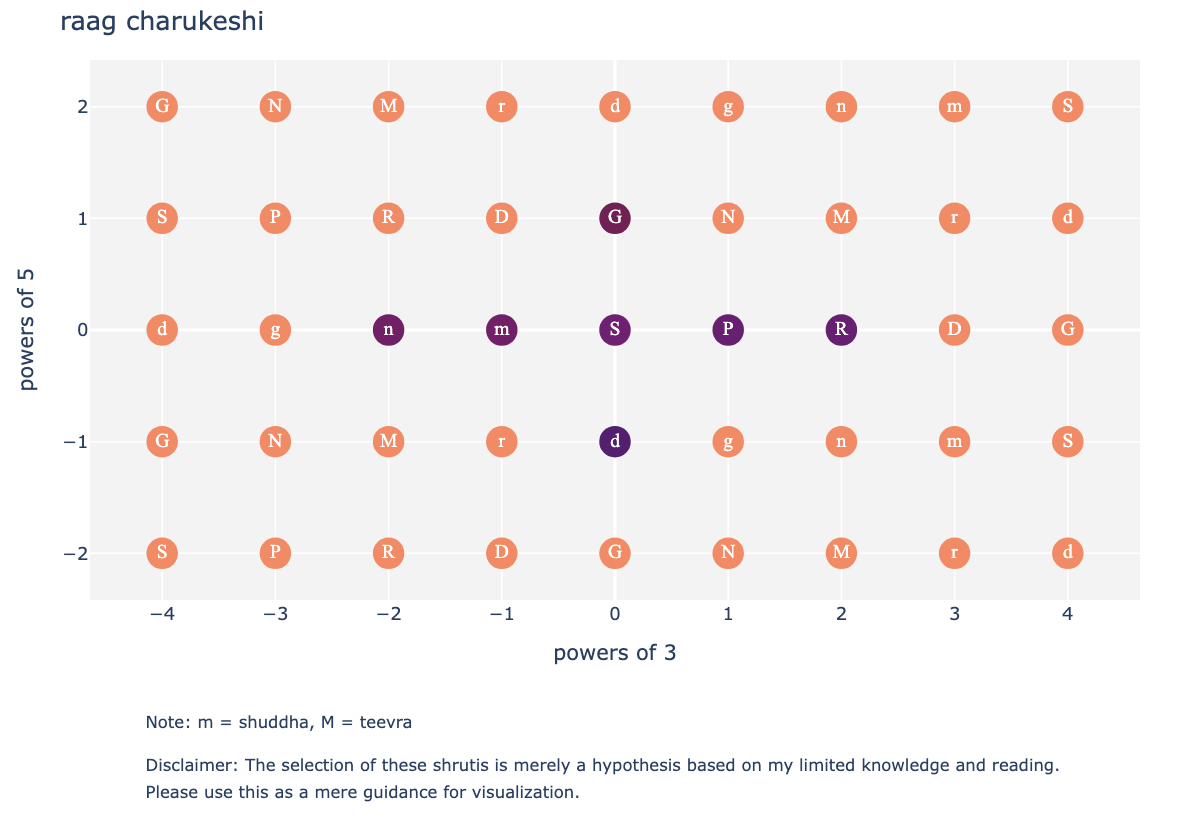 raag charukeshi
2 G N M r d g n m S
1 S P R D G N M r d
0 d g n m S P R D G
−1 G N M r d g n m S
−2 S P R D G N M r d
−4 −3 −2 −1 0 1 2 3 4
powers of 5
powers of 3
Note: m = shuddha, M = teevra
Disclaimer: The selection of these shrutis is merely a hypothesis based on my limited knowledge and reading.
Please use this as a mere guidance for visualization.